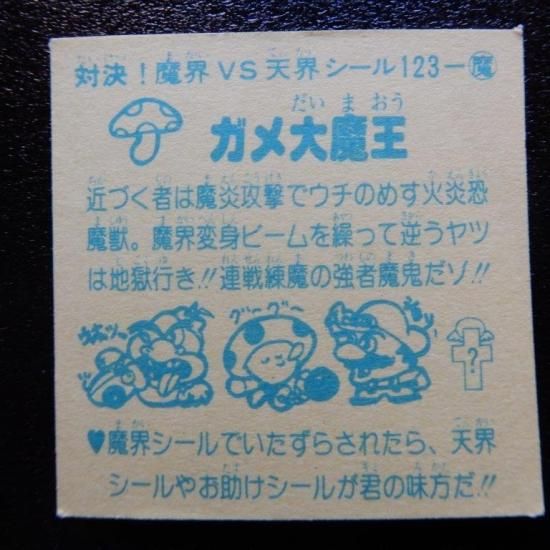 対決！魔界VS天界シール123－魔
ガメ大魔王
近づく者は魔炎攻撃でウチのめす火炎恐
魔獣。魔界変身ビームを繰って逆うヤツ
は地獄行き!!連戦練魔の強者魔鬼だゾ!!
ウホッ〜
グーグー
?
♥魔界シールでいたずらされたら、天界
シールやお助けシールが君の味方だ!!